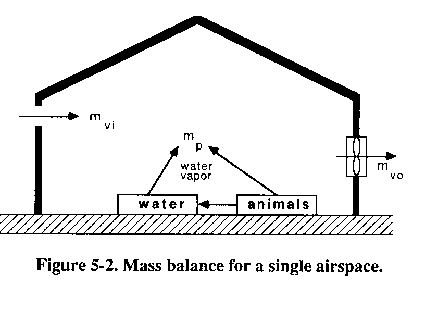 m vi
m p
water
vapor
m vo
water
animals
Figure 5-2. Mass balance for a single airspace.